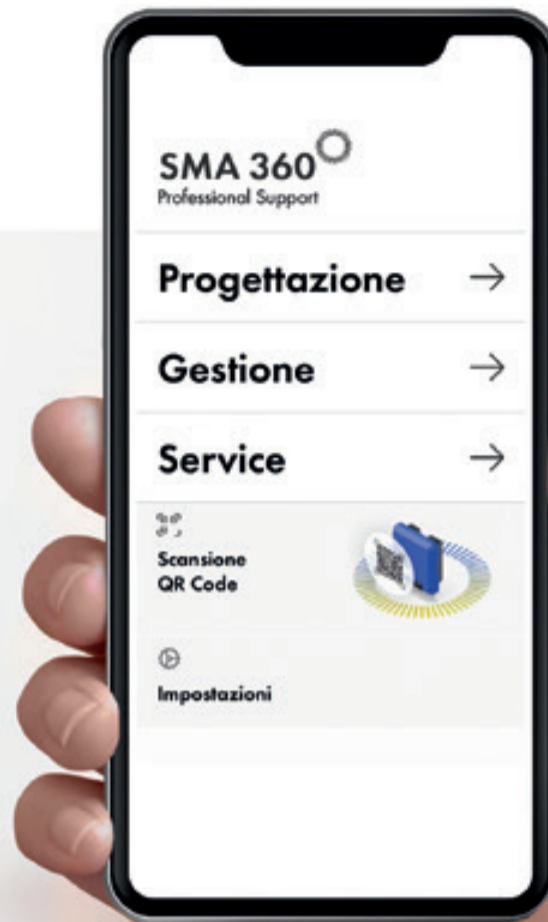 SMA 360
Professional Support
Progettazione
Gestione
Service
Scansione
QR Code
Impostazioni